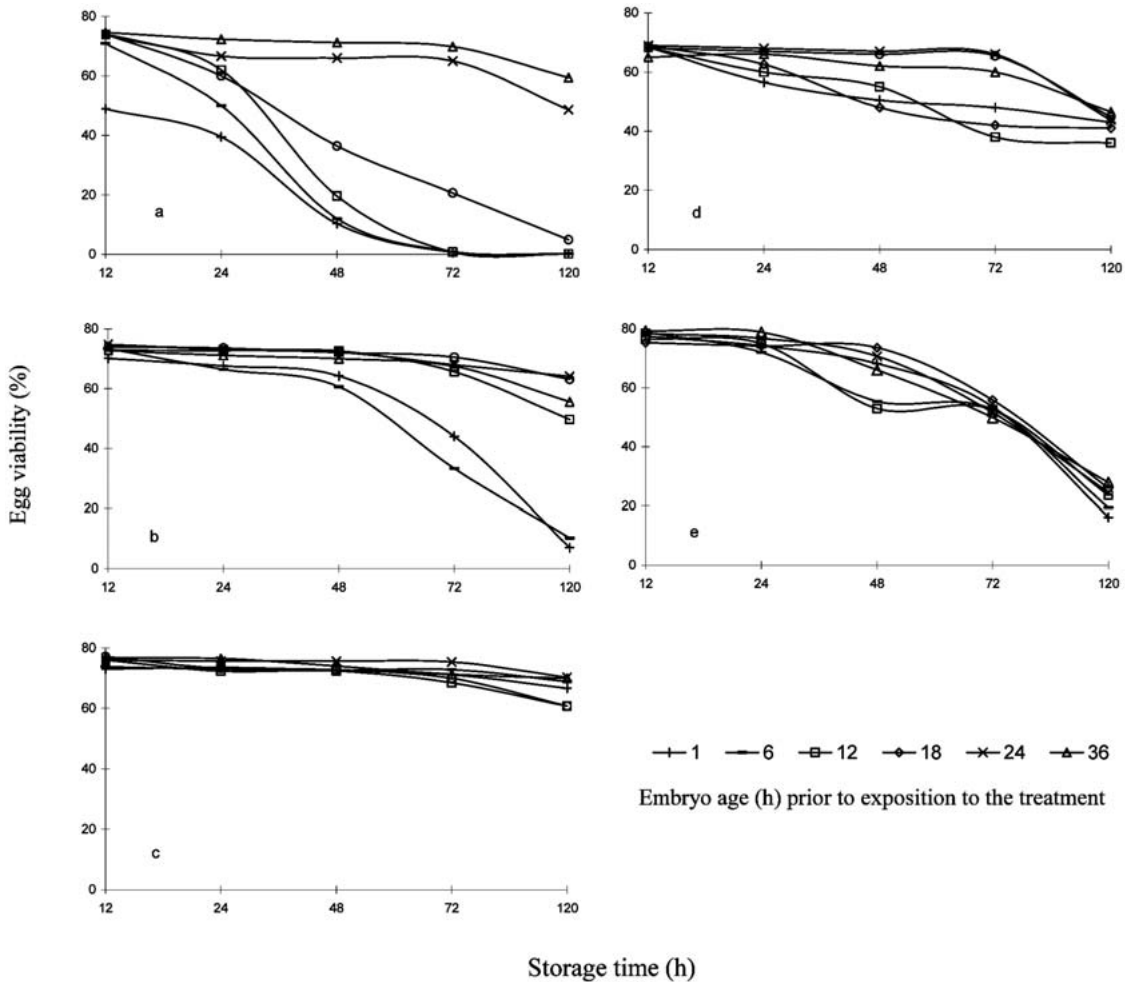 80
60
40
20
0
a
12 24 48 72 120
80
60
40
20
0
d
12 24 48 72 120
80
60
40
20
0
b
12 24 48 72 120
80
60
40
20
0
e
12 24 48 72 120
80
60
40
20
0
c
12 24 48 72 120
Egg viability (%)
1 6 12 18 24 36
Embryo age (h) prior to exposition to the treatment
Storage time (h)